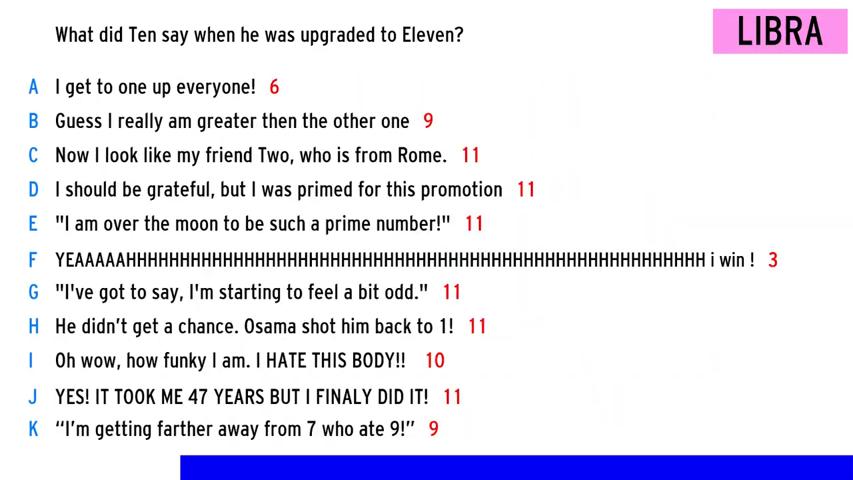 What did Ten say when he was upgraded to Eleven?
LIBRA
A I get to one up everyone! 6
B Guess I really am greater then the other one 9
C Now I look like my friend Two, who is from Rome. 11
D I should be grateful, but I was primed for this promotion 11
E "I am over the moon to be such a prime number!" 11
F YEAAAAAHHHHHHHHHHHHHHHHHHHHHHHHHHHHHHHHHHHHHHHHHHHHHHHHHHHHHH i win ! 3
G "I've got to say, I'm starting to feel a bit odd." 11
H He didn’t get a chance. Osama shot him back to 1! 11
I Oh wow, how funky I am. I HATE THIS BODY!! 10
J YES! IT TOOK ME 47 YEARS BUT I FINALY DID IT! 11
K “I’m getting farther away from 7 who ate 9!” 9